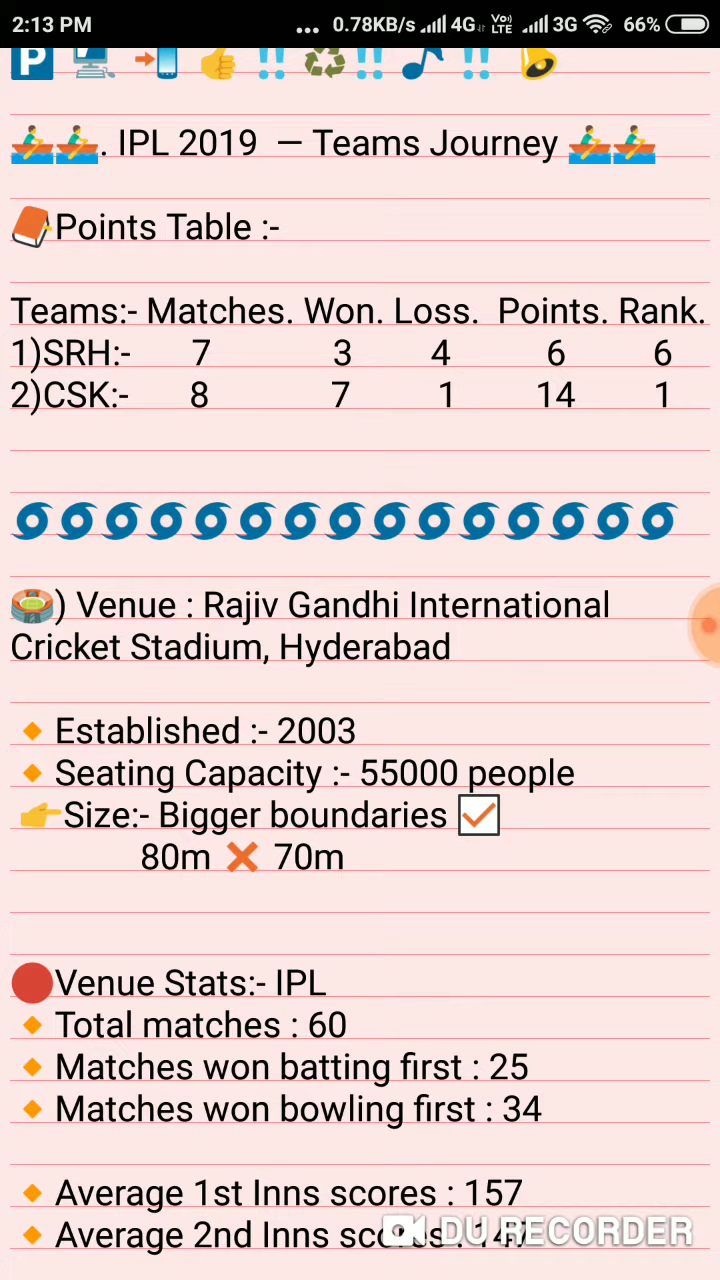 2:13 PM ... 0.78KB/s 4G Vo) LTE 3G 66%
P
. IPL 2019 — Teams Journey
Points Table :-
Teams:- Matches. Won. Loss. Points. Rank.
1)SRH:- 7 3 4 6 6
2)CSK:- 8 7 1 14 1
) Venue : Rajiv Gandhi International
Cricket Stadium, Hyderabad
Established :- 2003
Seating Capacity :- 55000 people
Size:- Bigger boundaries
80m ✖ 70m
Venue Stats:- IPL
Total matches : 60
Matches won batting first : 25
Matches won bowling first : 34
Average 1st Inns scores : 157
Average 2nd Inns scores : 147
DU RECORDER